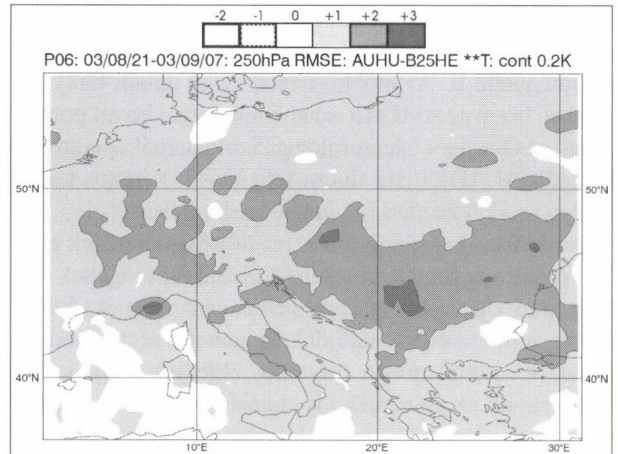 -2 -1 0 +1 +2 +3
P06: 03/08/21-03/09/07: 250hPa RMSE: AUHU-B25HE **T: cont 0.2K
50°N 50°N
40°N 40°N
10°E 20°E 30°E